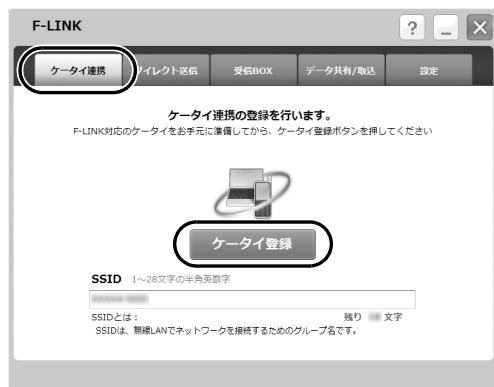 F-LINK
ケータイ連携 ダイレクト送信 受信BOX データ共有/取込 設定
ケータイ連携の登録を行います。
F-LINK対応のケータイをお手元に準備してから、ケータイ登録ボタンを押してください
ケータイ登録
SSID 1～28文字の半角英数字
SSIDとは： 残り 文字
SSIDは、無線LANでネットワークを接続するためのグループ名です。